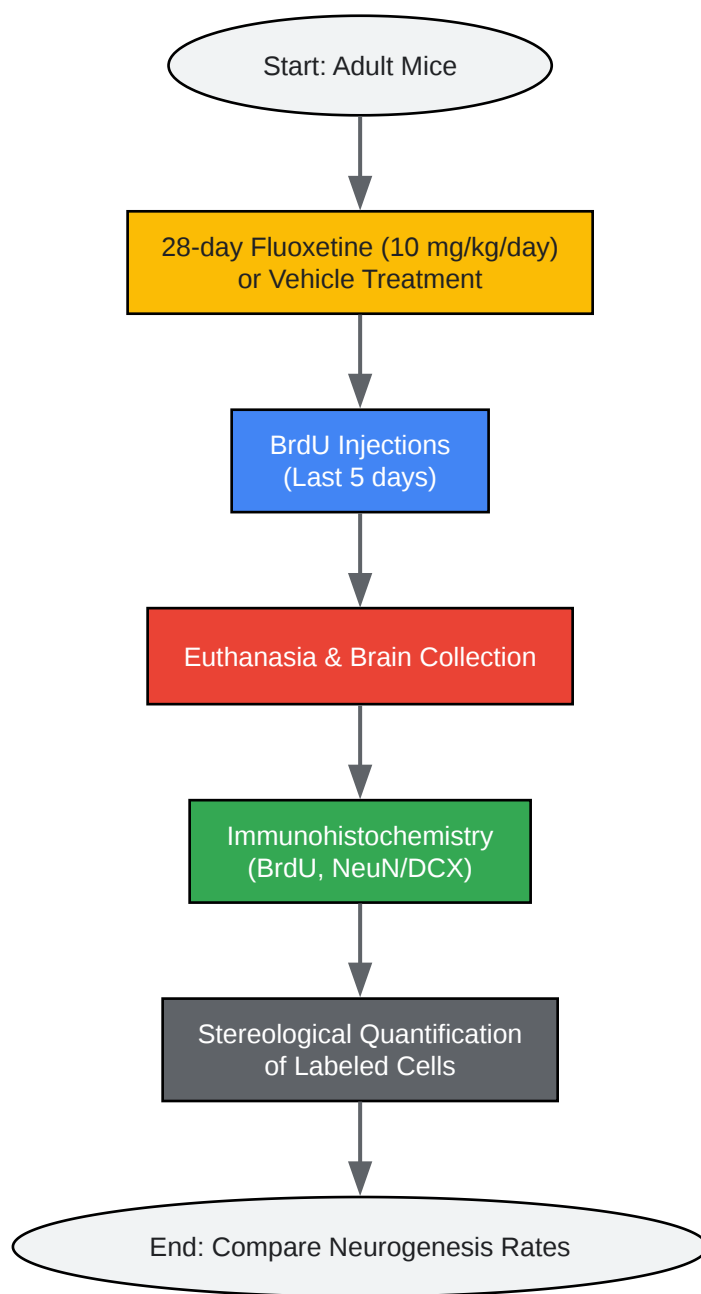 Start: Adult Mice
28-day Fluoxetine (10 mg/kg/day)
or Vehicle Treatment
BrdU Injections
(Last 5 days)
Euthanasia & Brain Collection
Immunohistochemistry
(BrdU, NeuN/DCX)
Stereological Quantification
of Labeled Cells
End: Compare Neurogenesis Rates